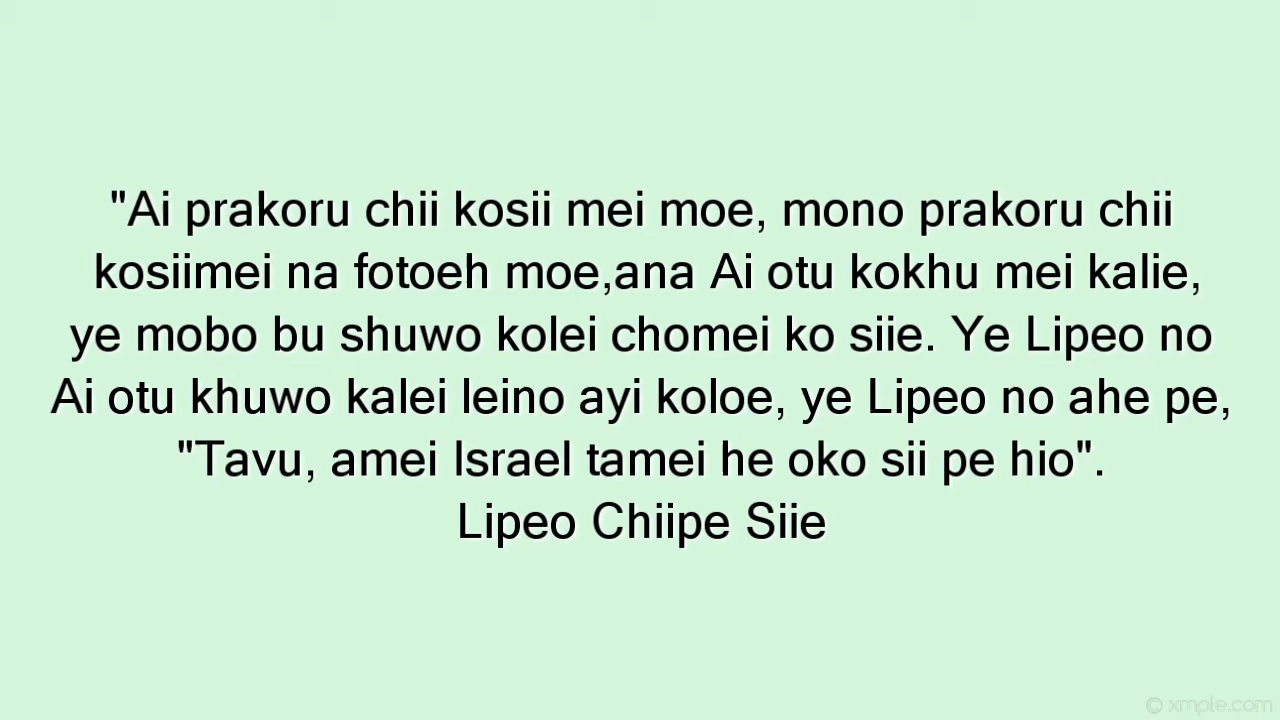 "Ai prakoru chii kosii mei moe, mono prakoru chii
kosiimei na fotoeh moe,ana Ai otu kokhu mei kalie,
ye mobo bu shuwo kolei chomei ko siie. Ye Lipeo no
Ai otu khuwo kalei leino ayi koloe, ye Lipeo no ahe pe,
"Tavu, amei Israel tamei he oko sii pe hio".
Lipeo Chiipe Siie
© xmple.com